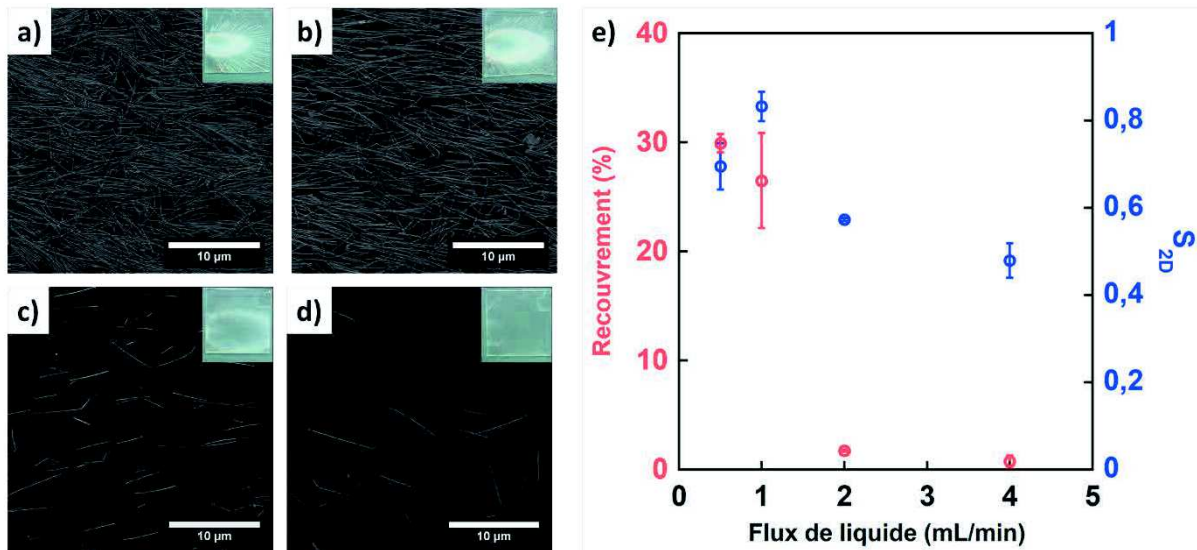 a)
10 µm
b)
10 µm
c)
10 µm
d)
10 µm
e)
40
30
20
10
0
Recouvrement (%)
1
0,8
0,6
0,4
0,2
0
S2D
0 1 2 3 4 5
Flux de liquide (mL/min)